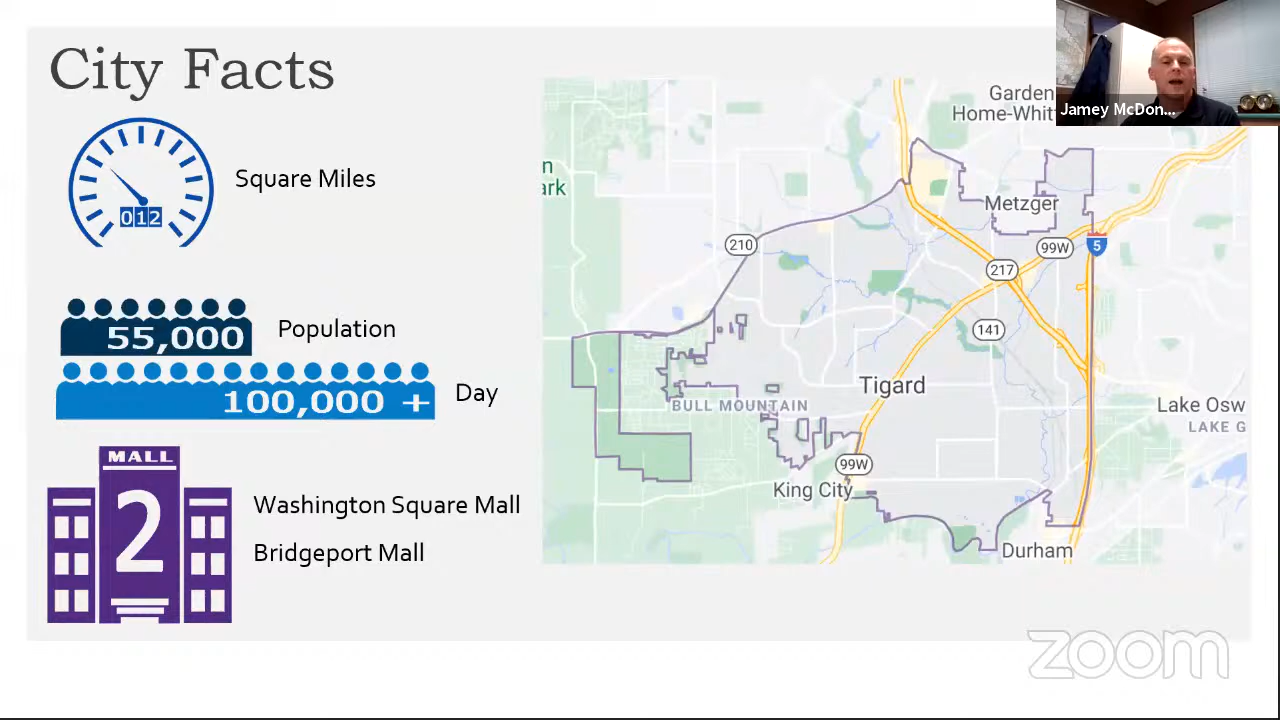 City Facts
012
Square Miles
55,000
Population
100,000 +
Day
MALL
2
Washington Square Mall
Bridgeport Mall
Garden
Home-Whit
Jamey McDon...
n
ark
Metzger
210
99W
5
217
141
Tigard
BULL MOUNTAIN
Lake Osw
LAKE G
99W
King City
Durham
zoom